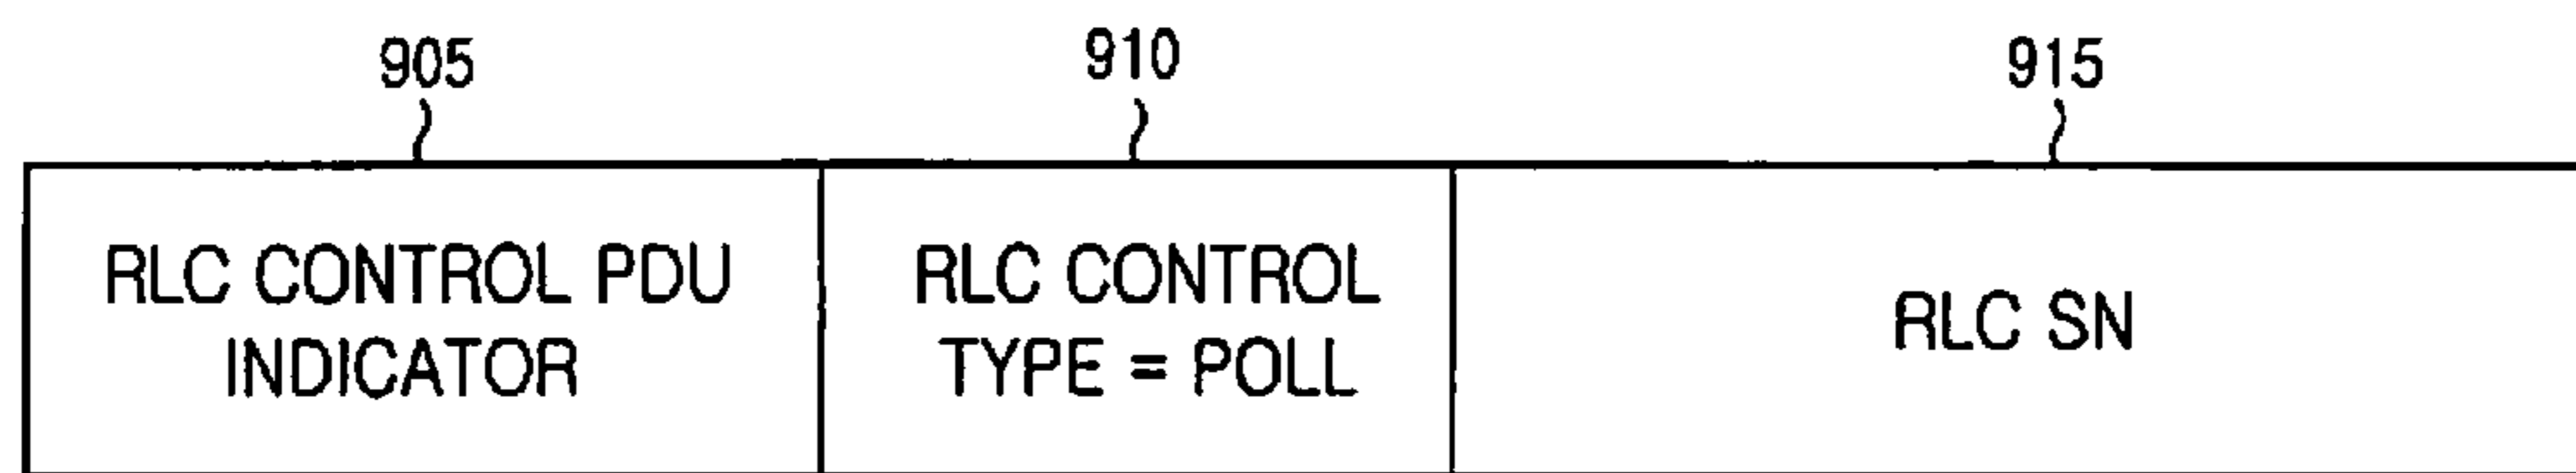 905
910
915
RLC CONTROL PDU
INDICATOR
RLC CONTROL
TYPE = POLL
RLC SN